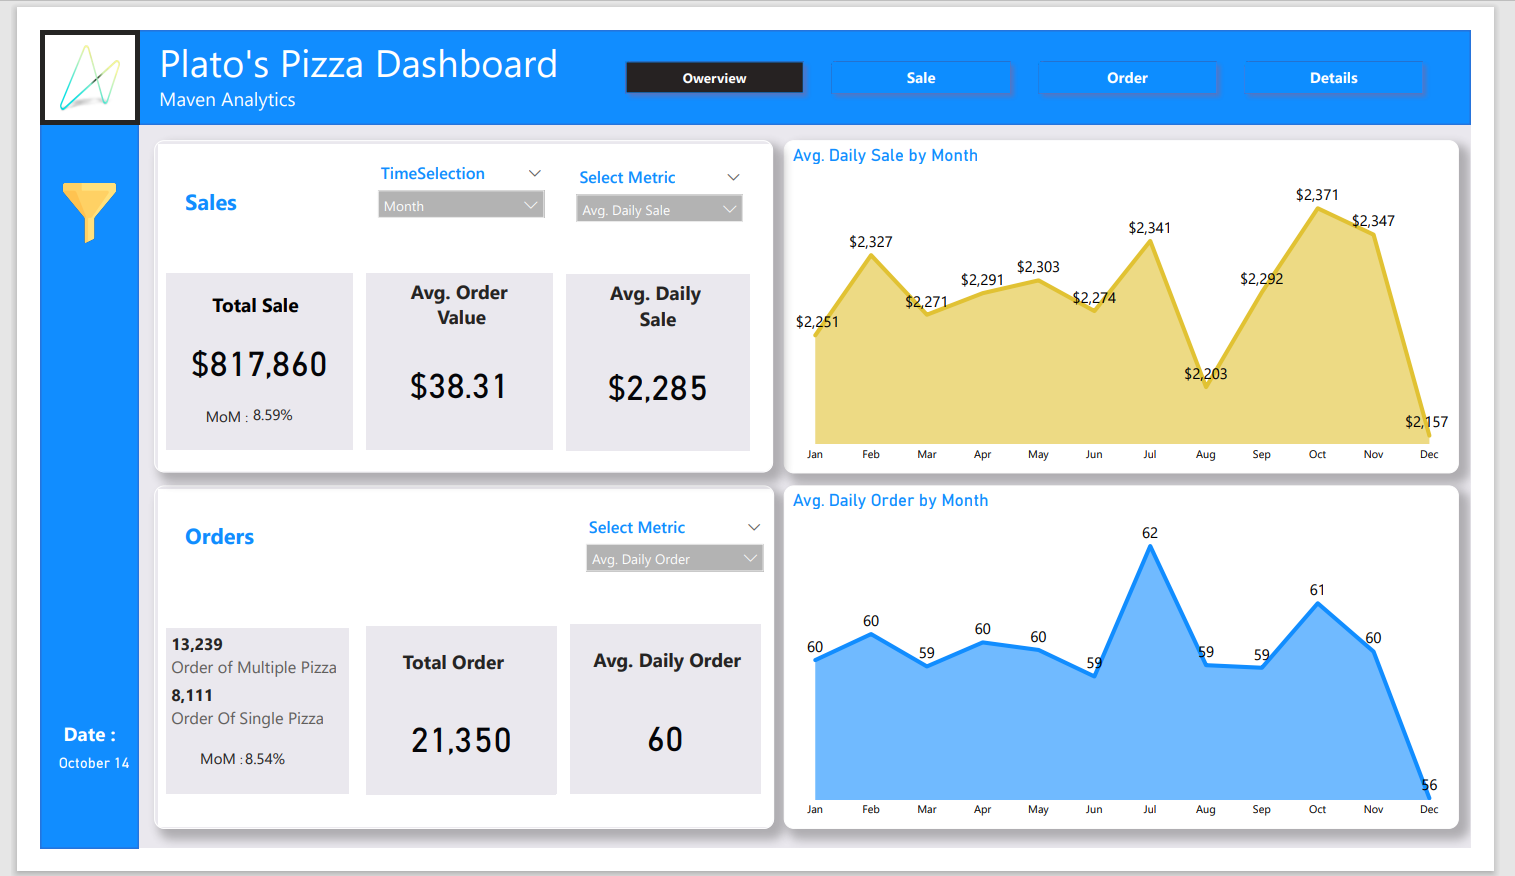 Plato's Pizza Dashboard
Maven Analytics
Owerview
Sale
Order
Details
Date :
October 14
Sales
TimeSelection
Month
Select Metric
Avg. Daily Sale
Total Sale
$817,860
MoM : 8.59%
Avg. Order
Value
$38.31
Avg. Daily
Sale
$2,285
Avg. Daily Sale by Month
$2,251
$2,327
$2,271
$2,291
$2,303
$2,274
$2,341
$2,203
$2,292
$2,371
$2,347
$2,157
Jan Feb Mar Apr May Jun Jul Aug Sep Oct Nov Dec
Orders
Select Metric
Avg. Daily Order
13,239
Order of Multiple Pizza
8,111
Order Of Single Pizza
MoM : 8.54%
Total Order
21,350
Avg. Daily Order
60
Avg. Daily Order by Month
60
60
59
60
60
59
62
59
59
61
60
56
Jan Feb Mar Apr May Jun Jul Aug Sep Oct Nov Dec